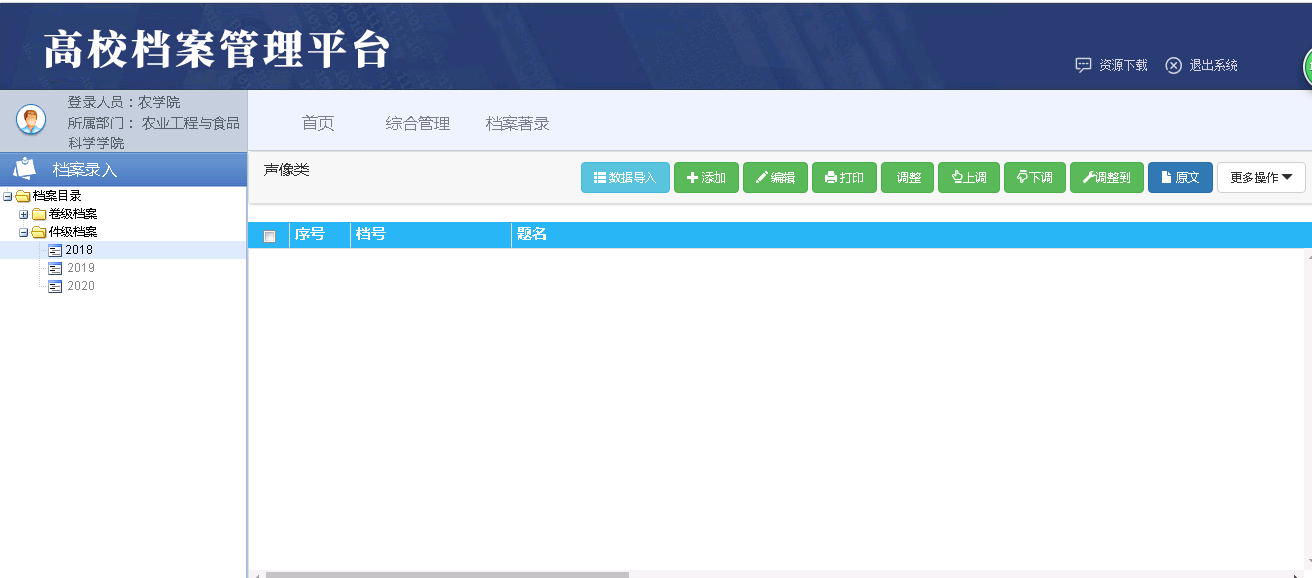 高校档案管理平台
资源下载
退出系统
登录人员：农学院
所属部门： 农业工程与食品
科学学院
首页
综合管理
档案著录
档案录入
声像类
数据导入
添加
编辑
打印
调整
上调
下调
调整到
原文
更多操作
档案目录
卷级档案
件级档案
2018
2019
2020
序号
档号
题名